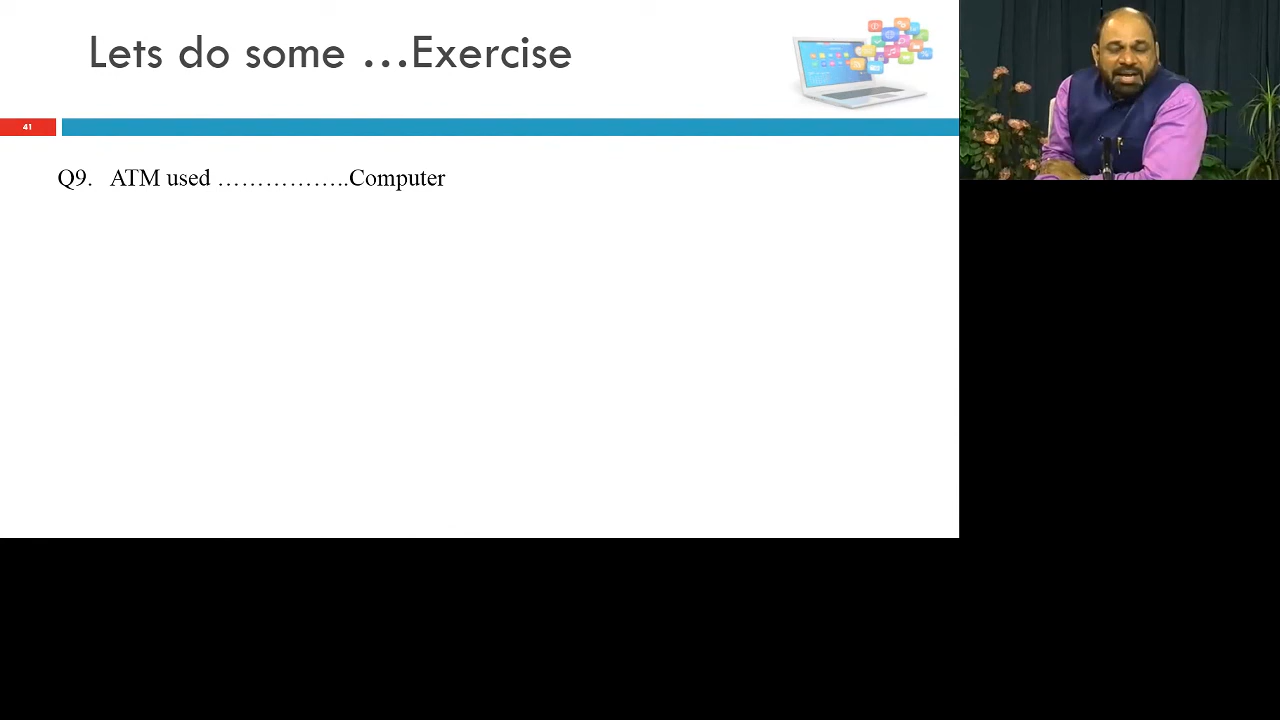 Lets do some ...Exercise
41
Q9. ATM used ……………..Computer